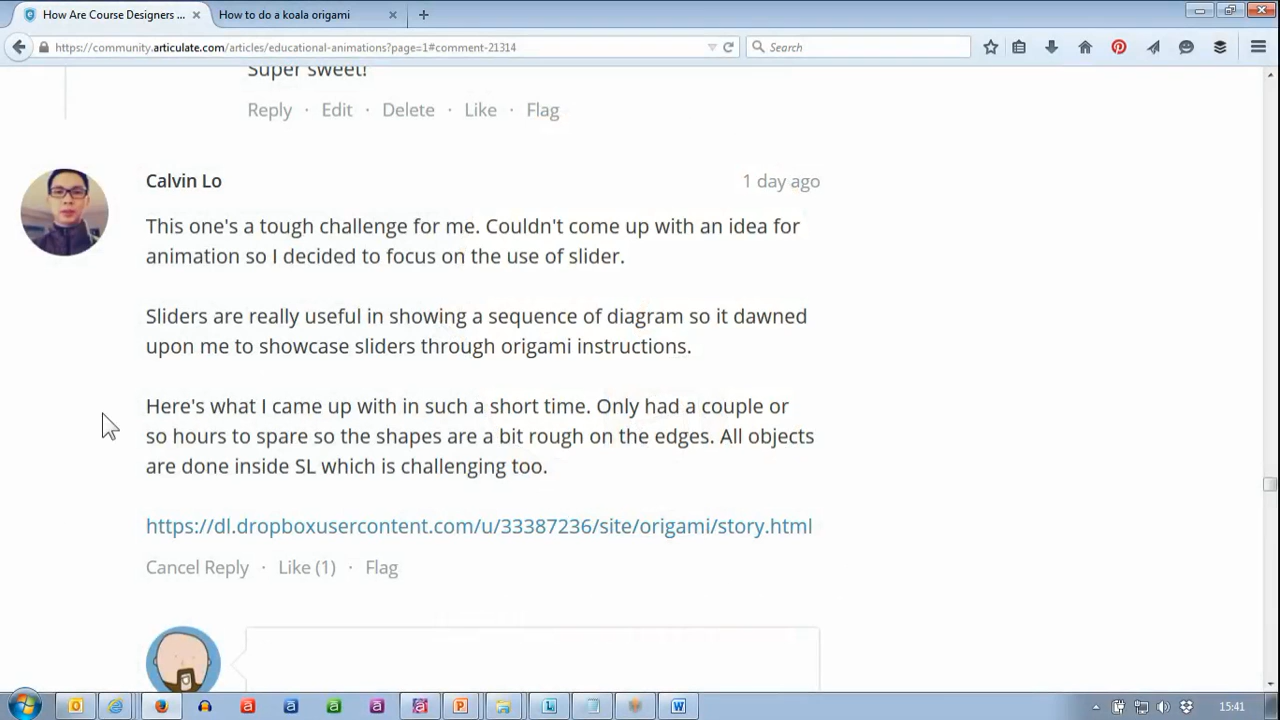 How Are Course Designers ...
How to do a koala origami
https://community.articulate.com/articles/educational-animations?page=1#comment-21314
Search
Super sweet!
Reply · Edit · Delete · Like · Flag
Calvin Lo
1 day ago
This one's a tough challenge for me. Couldn't come up with an idea for
animation so I decided to focus on the use of slider.
Sliders are really useful in showing a sequence of diagram so it dawned
upon me to showcase sliders through origami instructions.
Here's what I came up with in such a short time. Only had a couple or
so hours to spare so the shapes are a bit rough on the edges. All objects
are done inside SL which is challenging too.
https://dl.dropboxusercontent.com/u/33387236/site/origami/story.html
Cancel Reply · Like (1) · Flag
15:41